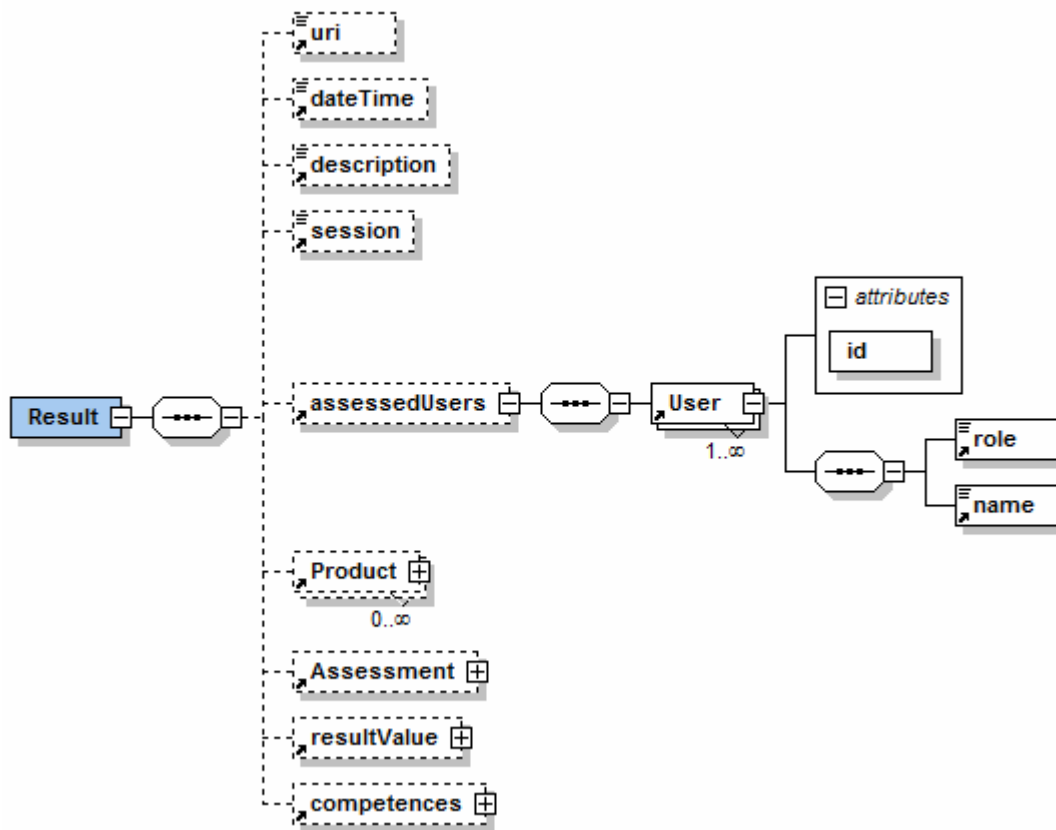 uri
dateTime
description
session
attributes
id
Result
assessedUsers
User
1..∞
role
name
Product
0..∞
Assessment
resultValue
competences